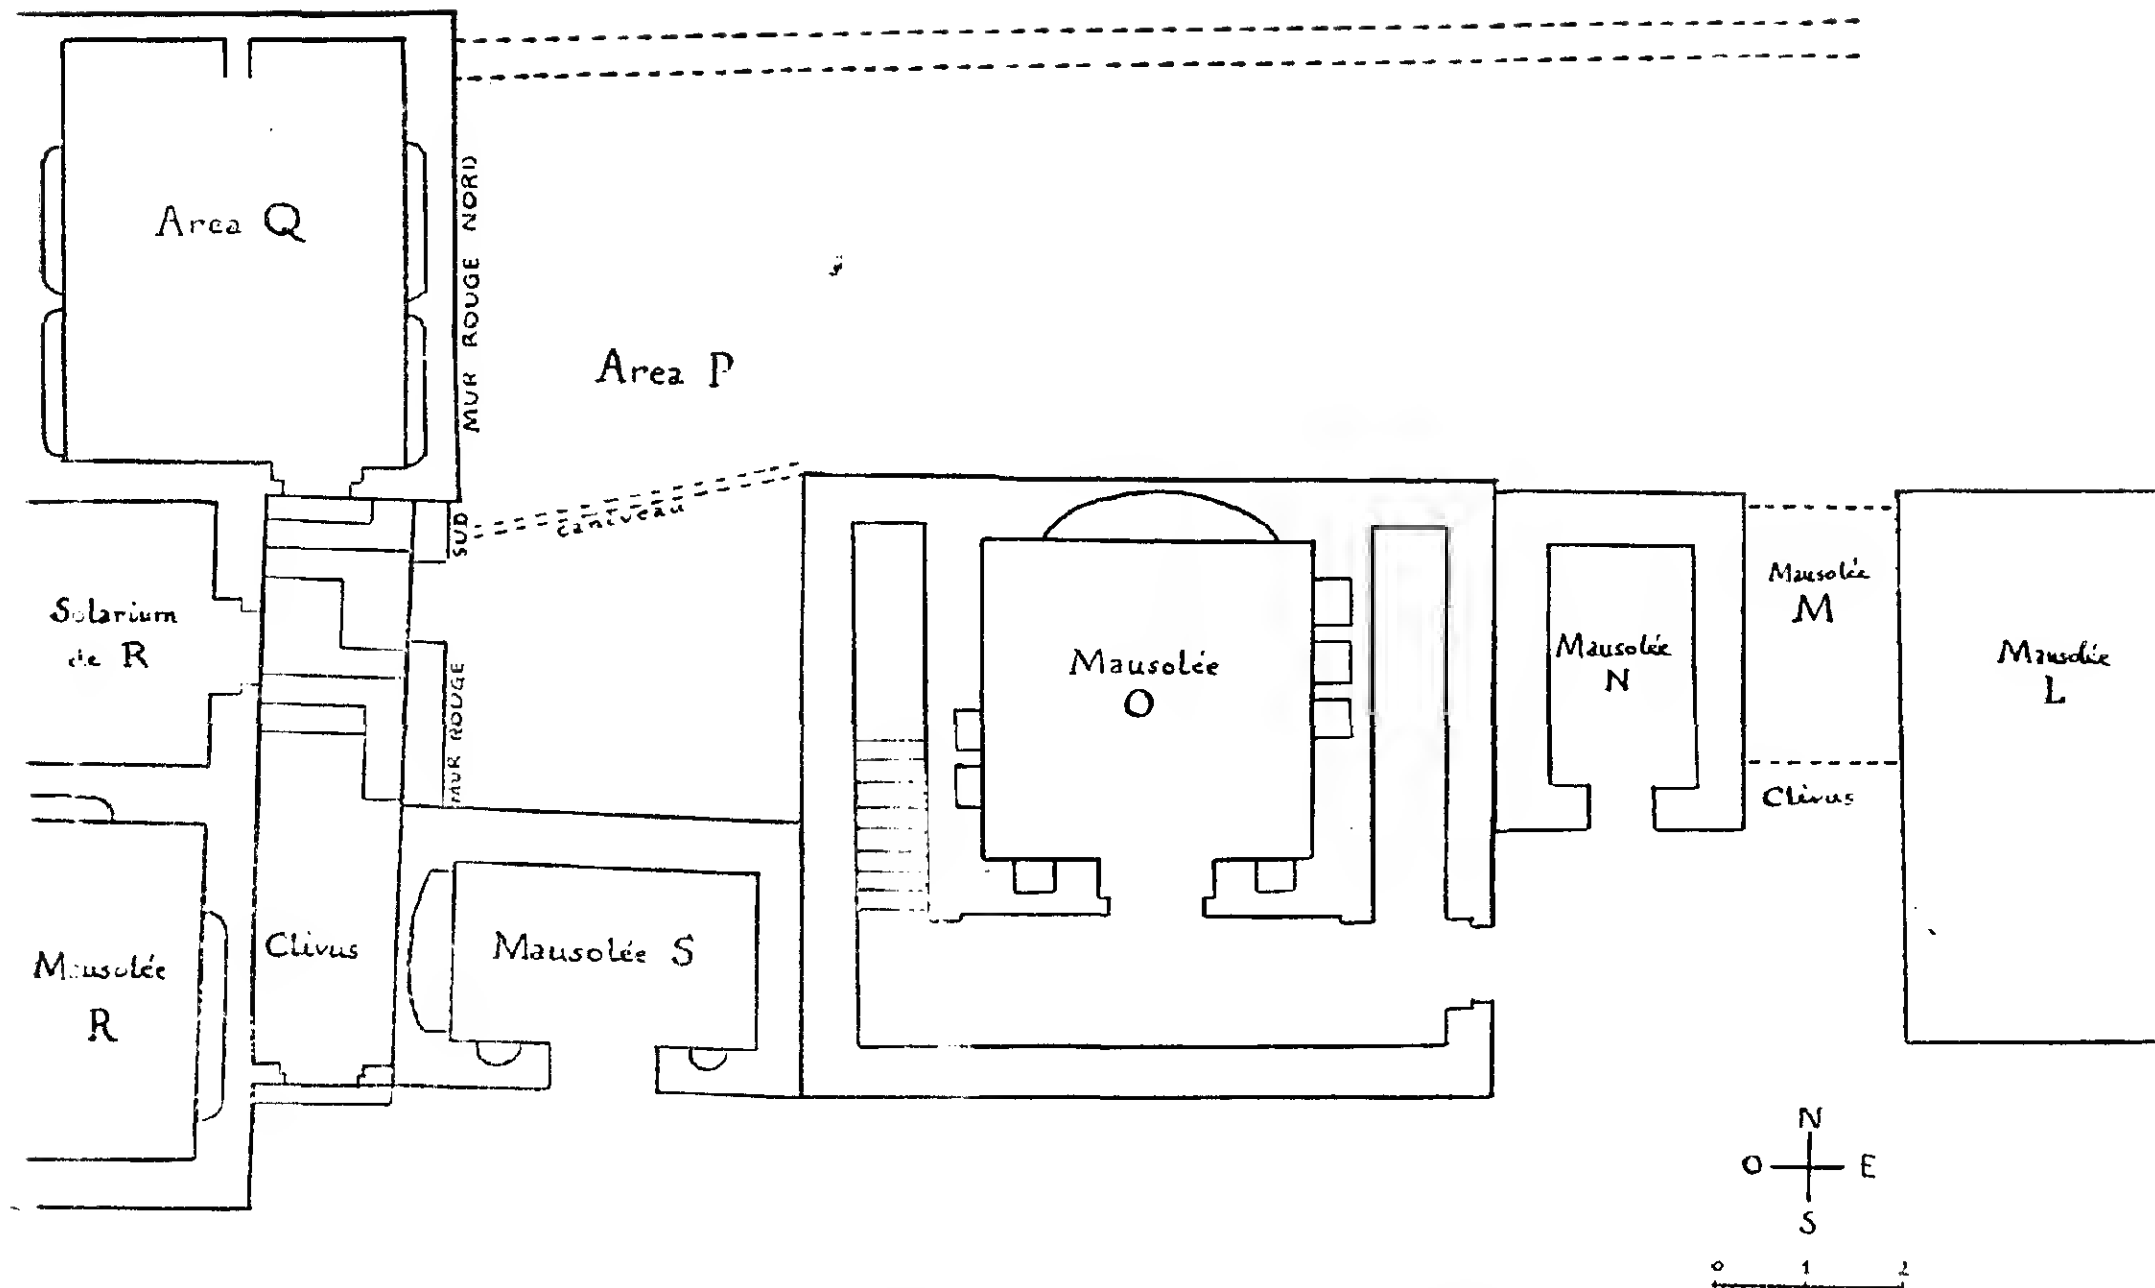 Area Q
MUR ROUGE NORD
Area P
SUD
caniveau
Solarium
de R
MUR ROUGE
Mausolée
O
Mausolée
N
Mausolée
M
Clivus
Mausolée
L
Mausolée
R
Clivus
Mausolée S
N
O E
S
0 1 2